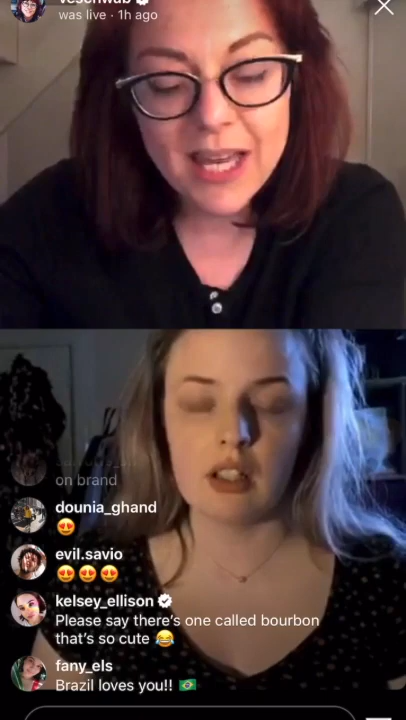 veschwab
was live · 1h ago
on brand
dounia_ghand
😍
evil.savio
😍😍😍
kelsey_ellison
Please say there's one called bourbon
that's so cute 😂
fany_els
Brazil loves you!! 🇧🇷